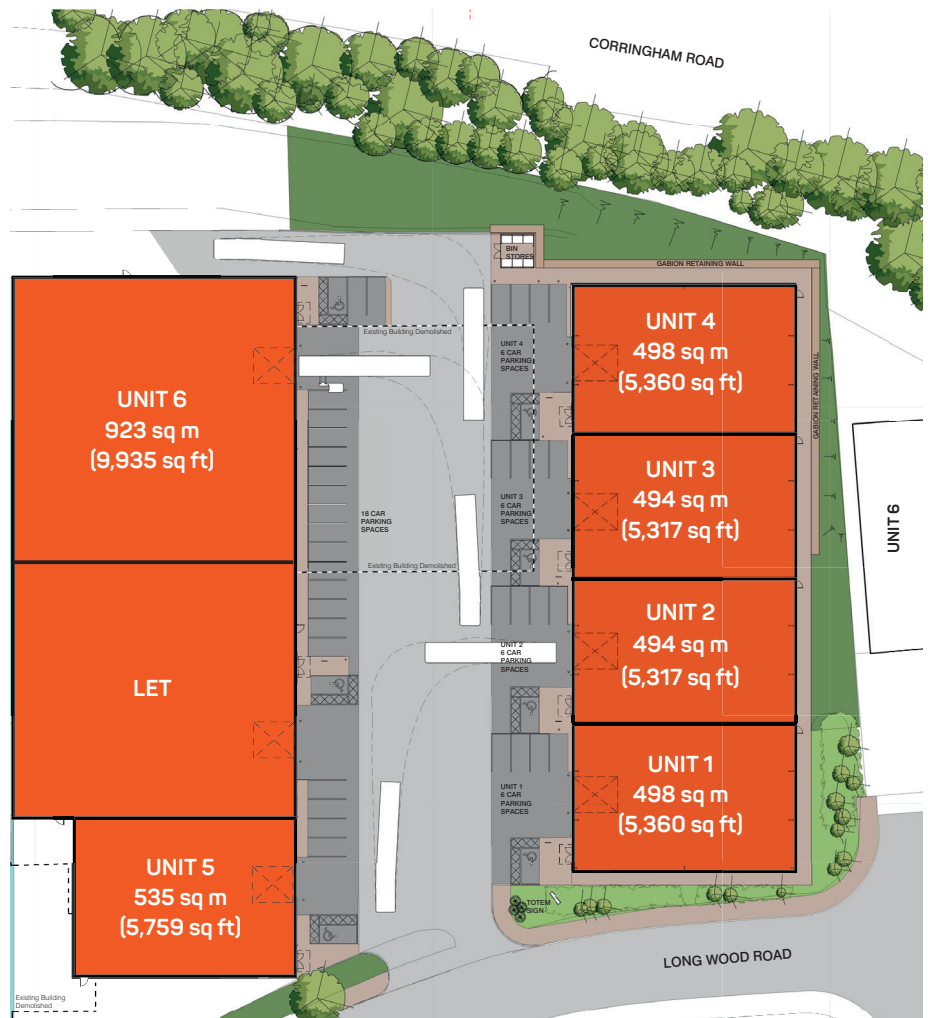 CORRINGHAM ROAD
BIN
STORES
GABION RETAINING WALL
Existing Building Demolished
UNIT 4
6 CAR
PARKING
SPACES
UNIT 4
498 sq m
(5,360 sq ft)
GABION RETAINING WALL
UNIT 6
923 sq m
(9,935 sq ft)
UNIT 3
6 CAR
PARKING
SPACES
UNIT 3
494 sq m
(5,317 sq ft)
UNIT 6
18 CAR
PARKING
SPACES
Existing Building Demolished
LET
UNIT 2
6 CAR
PARKING
SPACES
UNIT 2
494 sq m
(5,317 sq ft)
UNIT 1
6 CAR
PARKING
SPACES
UNIT 1
498 sq m
(5,360 sq ft)
UNIT 5
535 sq m
(5,759 sq ft)
TOTEM
SIGN
LONG WOOD ROAD
Existing Building
Demolished